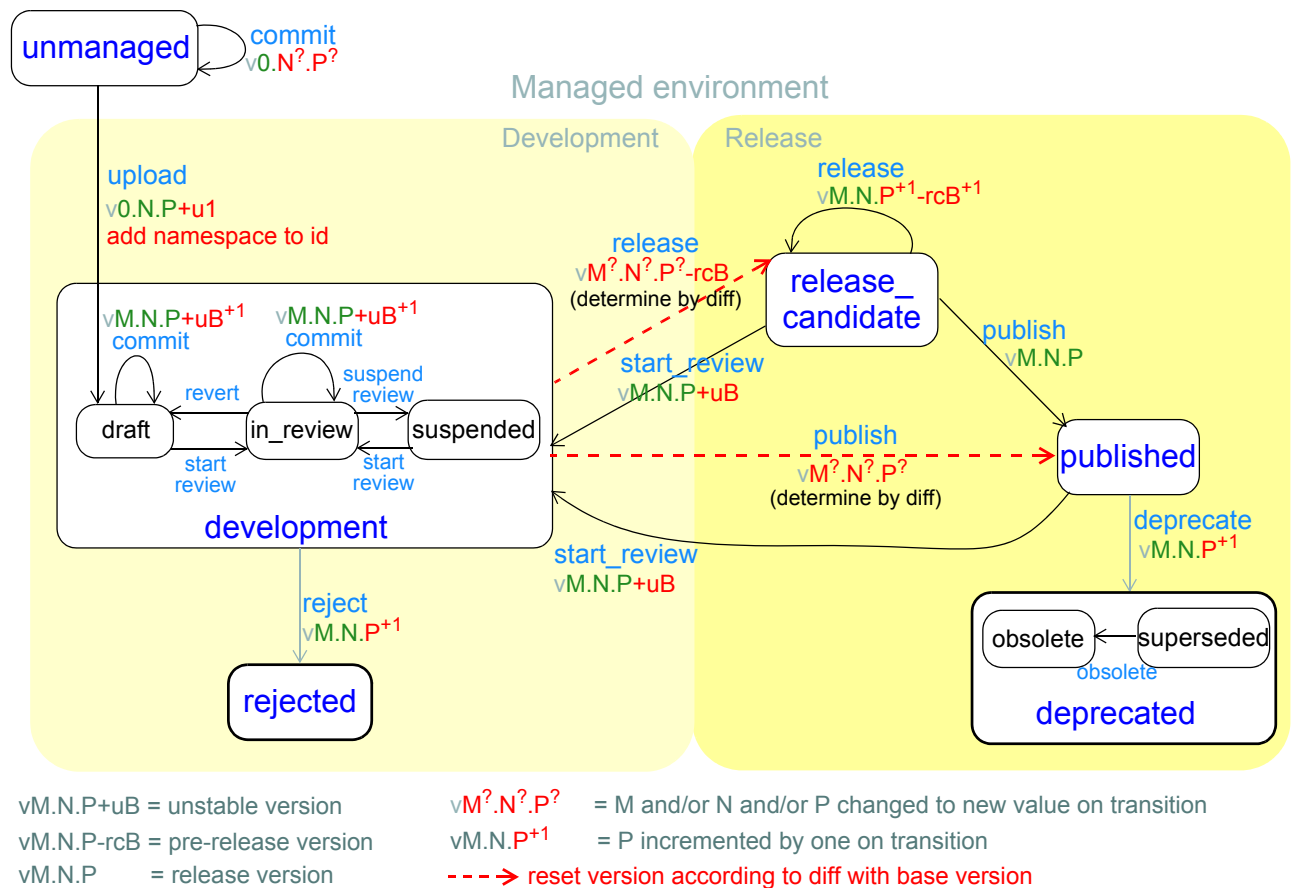 unmanaged
commit
v0.N?.P?
Managed environment
Development
Release
upload
v0.N.P+u1
add namespace to id
release
vM.N.P+1-rcB+1
release
vM?.N?.P?-rcB
(determine by diff)
release_
candidate
vM.N.P+uB+1
commit
vM.N.P+uB+1
commit
publish
vM.N.P
start_review
vM.N.P+uB
revert
suspend
review
draft
in_review
suspended
start
review
start
review
publish
vM?.N?.P?
(determine by diff)
published
development
deprecate
vM.N.P+1
start_review
vM.N.P+uB
reject
vM.N.P+1
obsolete
superseded
obsolete
rejected
deprecated
vM.N.P+uB = unstable version
vM?.N?.P? = M and/or N and/or P changed to new value on transition
vM.N.P-rcB = pre-release version
vM.N.P+1 = P incremented by one on transition
vM.N.P = release version
reset version according to diff with base version